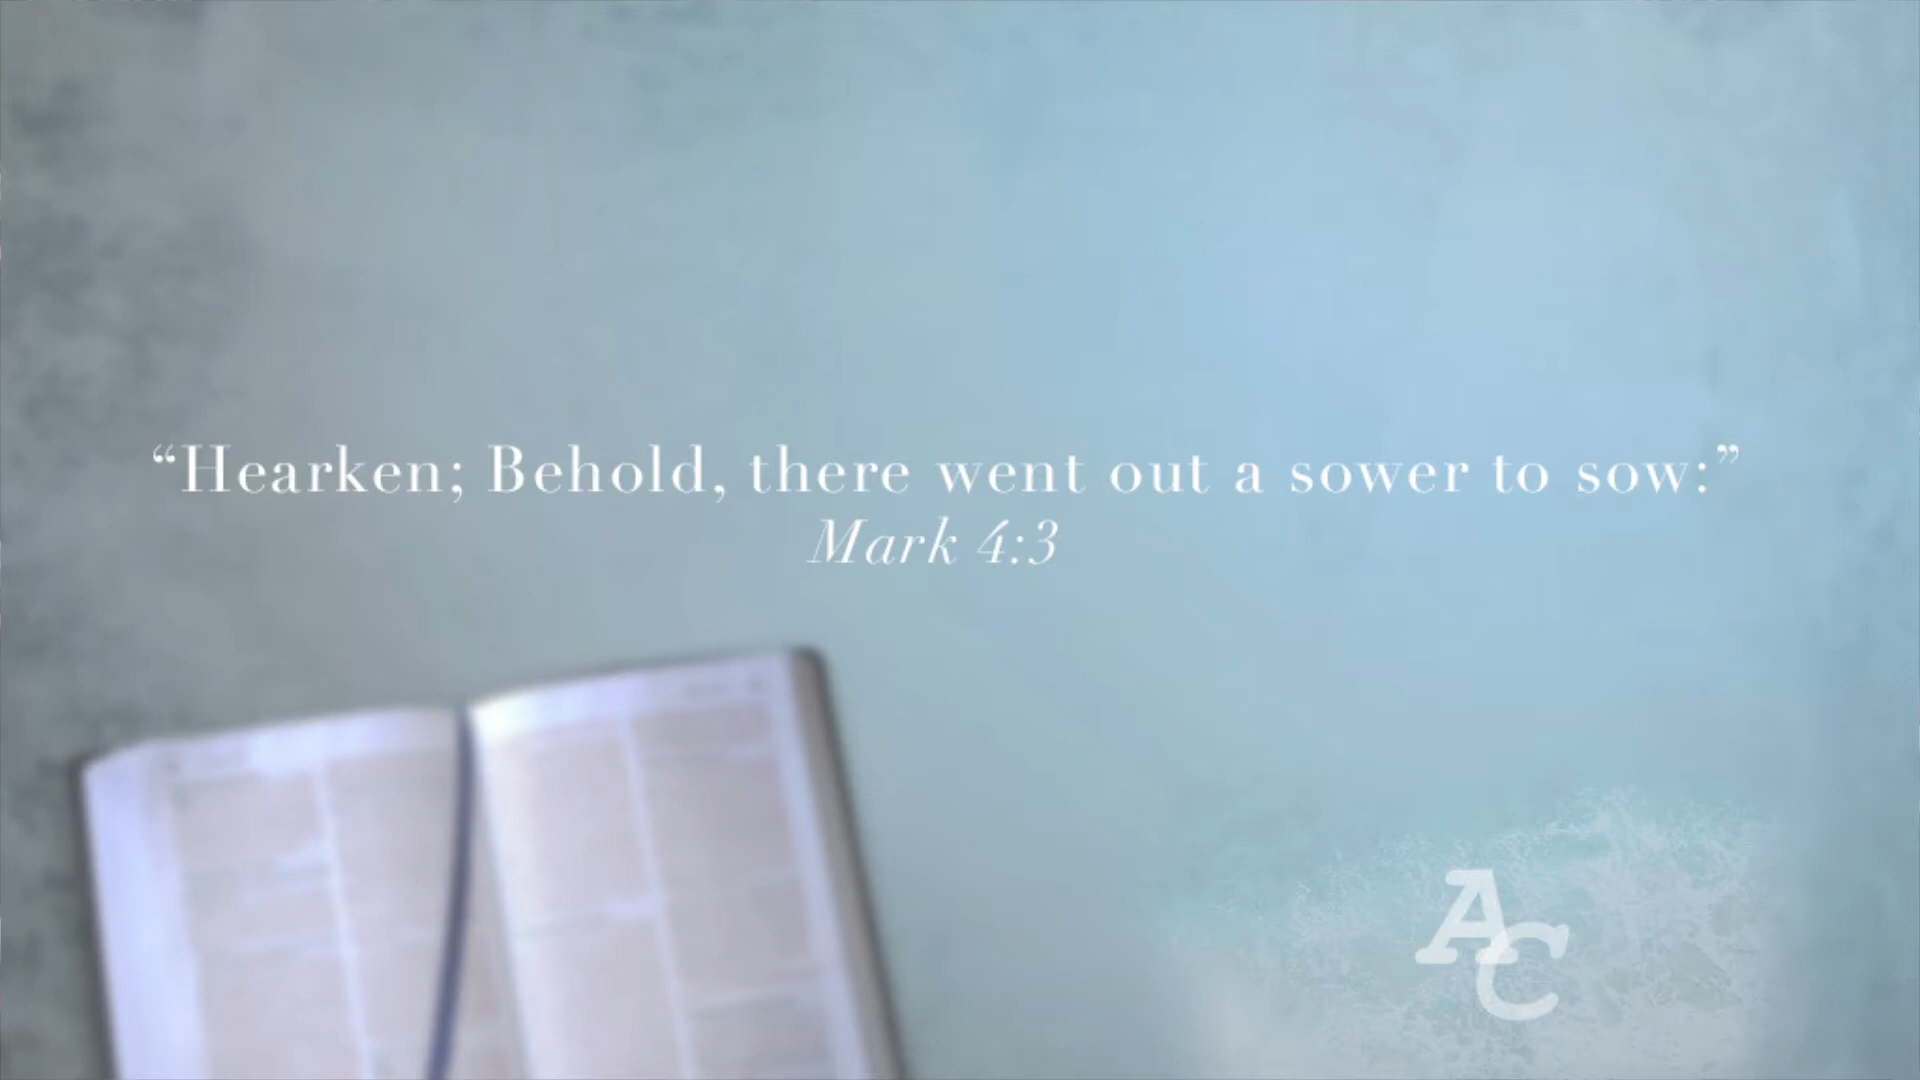 “Hearken; Behold, there went out a sower to sow:”
Mark 4:3
AC